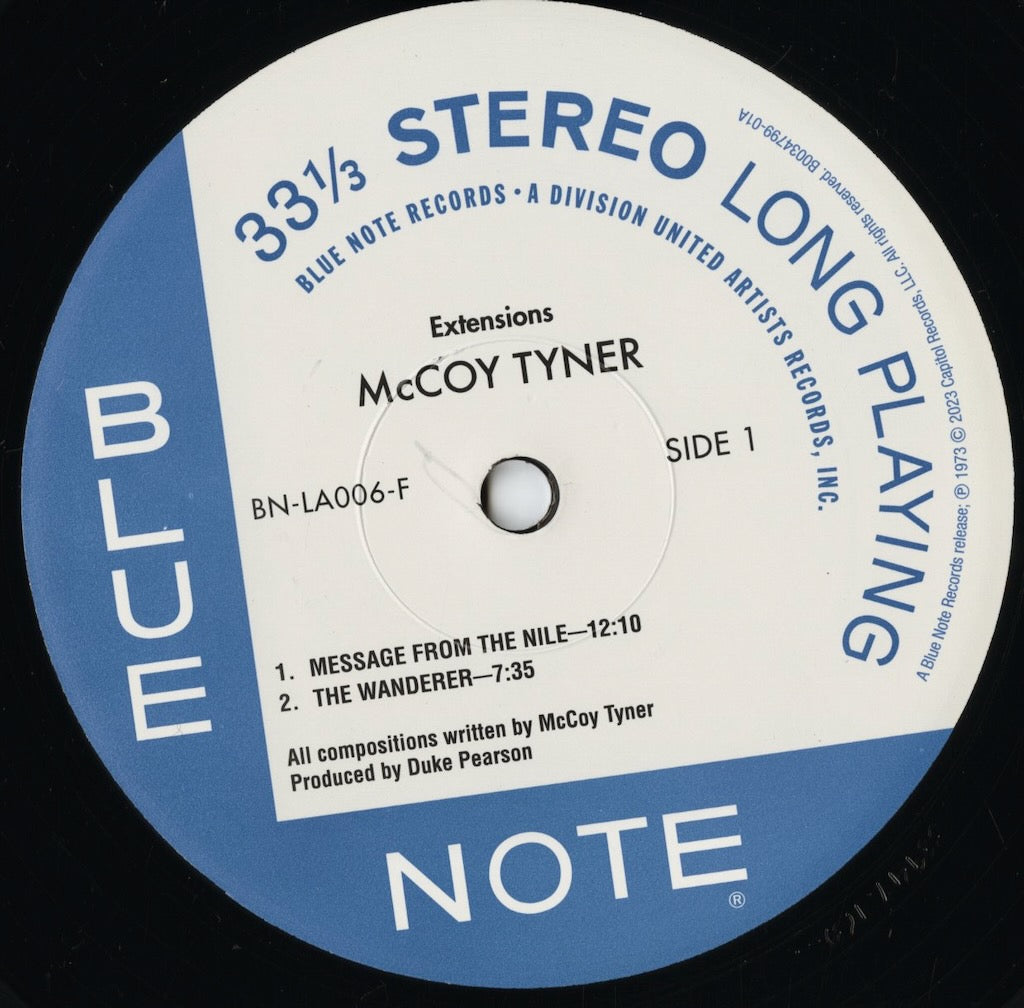 33 1/3 STEREO LONG PLAYING
BLUE NOTE RECORDS • A DIVISION UNITED ARTISTS RECORDS, INC.
A Blue Note Records release; ℗ 1973 © 2023 Capitol Records, LLC. All rights reserved. B0034799-01A
Extensions
McCOY TYNER
SIDE 1
BN-LA006-F
1. MESSAGE FROM THE NILE—12:10
2. THE WANDERER—7:35
All compositions written by McCoy Tyner
Produced by Duke Pearson
BLUE
NOTE®